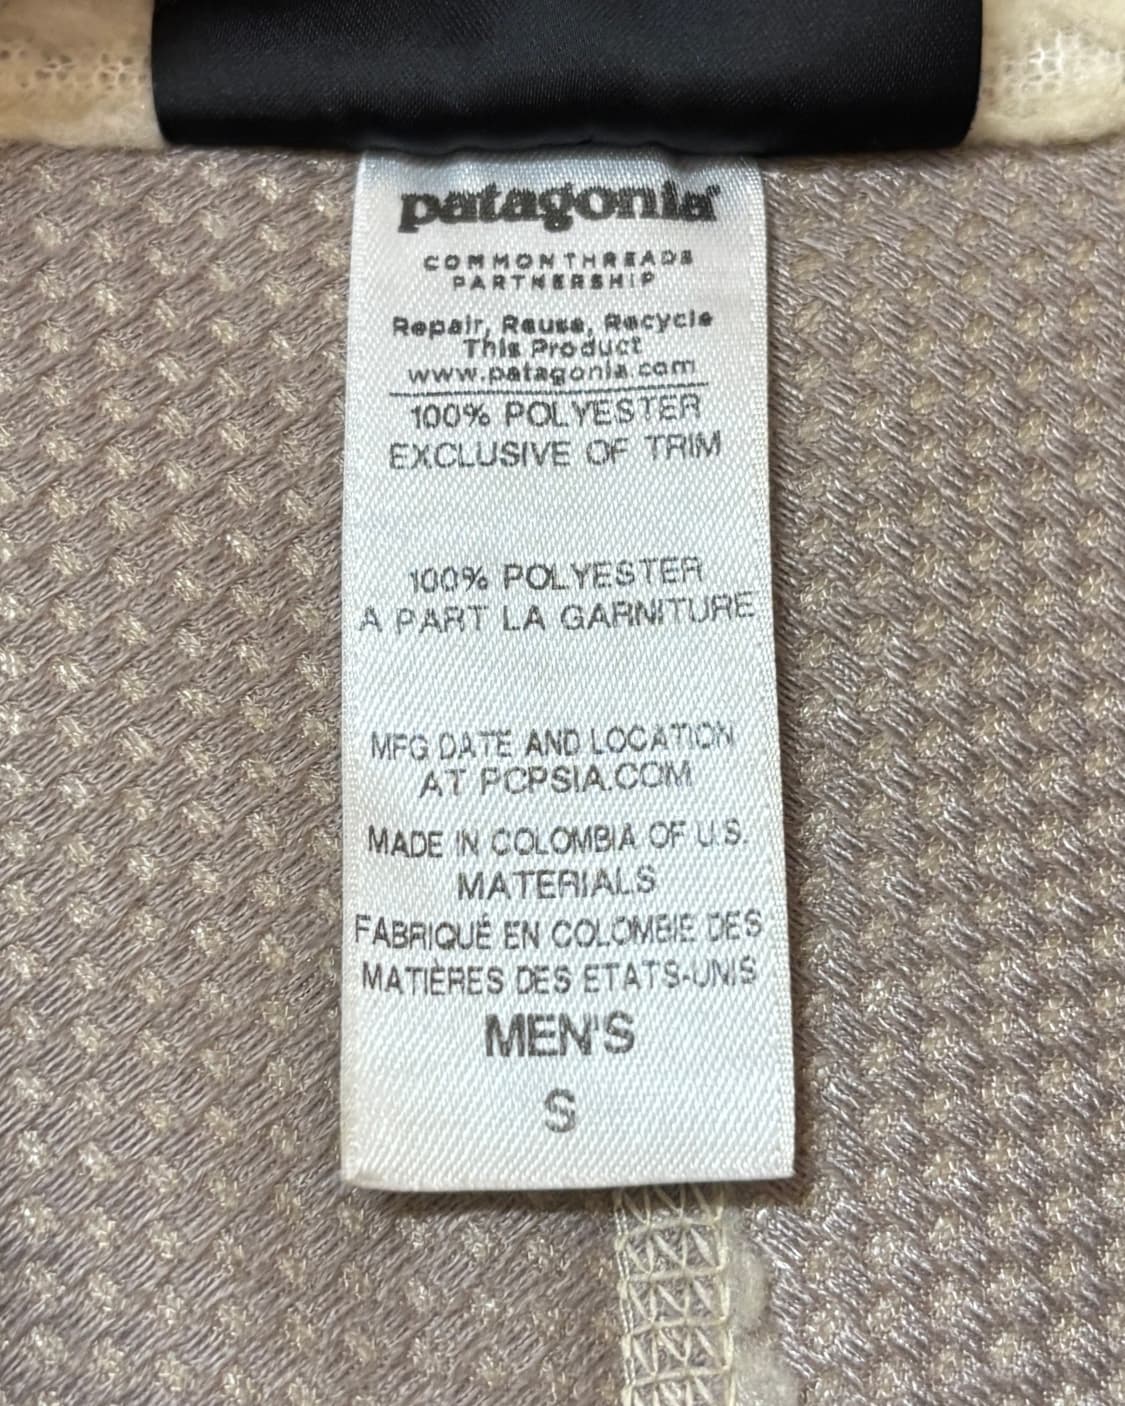 patagonia®
COMMON THREADS
PARTNERSHIP
Repair, Reuse, Recycle
This Product
www.patagonia.com
100% POLYESTER
EXCLUSIVE OF TRIM
100% POLYESTER
A PART LA GARNITURE
MFG DATE AND LOCATION
AT PCPSIA.COM
MADE IN COLOMBIA OF U.S.
MATERIALS
FABRIQUÉ EN COLOMBIE DES
MATIÈRES DES ETATS-UNIS
MEN'S
S